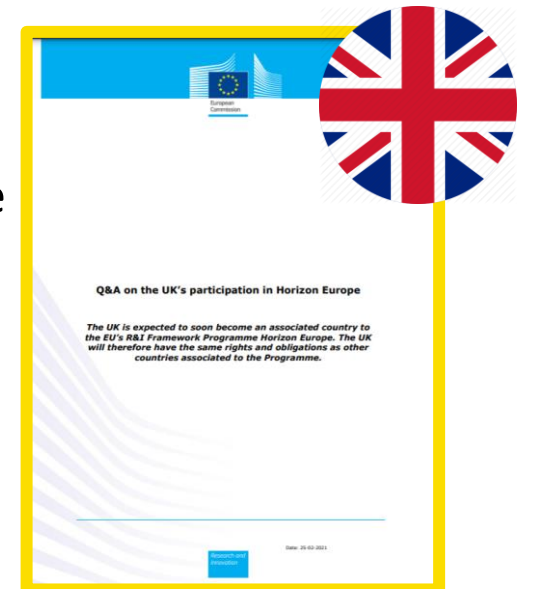 European
Commission
e
Q&A on the UK's participation in Horizon Europe
The UK is expected to soon become an associated country to
the EU's R&I Framework Programme Horizon Europe. The UK
will therefore have the same rights and obligations as other
countries associated to the Programme.
Date: 25-02-2021
Research and
Innovation